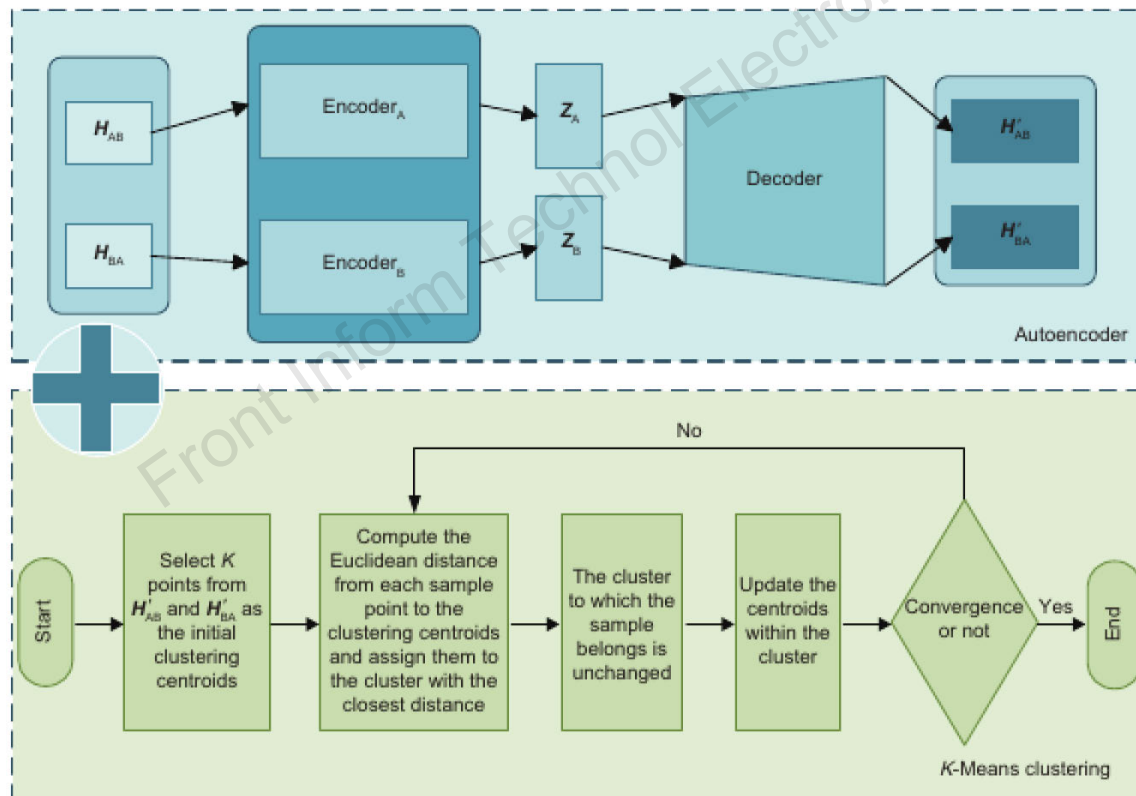 H_AB
Encoder_A
Z_A
Decoder
H′_AB
H_BA
Encoder_B
Z_B
H′_BA
Autoencoder
Front Inform Technol Electro
No
Start
Select K
points from
H′_AB and H′_BA as
the initial
clustering
centroids
Compute the
Euclidean distance
from each sample
point to the
clustering centroids
and assign them to
the cluster with the
closest distance
The cluster
to which the
sample
belongs is
unchanged
Update the
centroids
within the
cluster
Convergence
or not
Yes
End
K-Means clustering